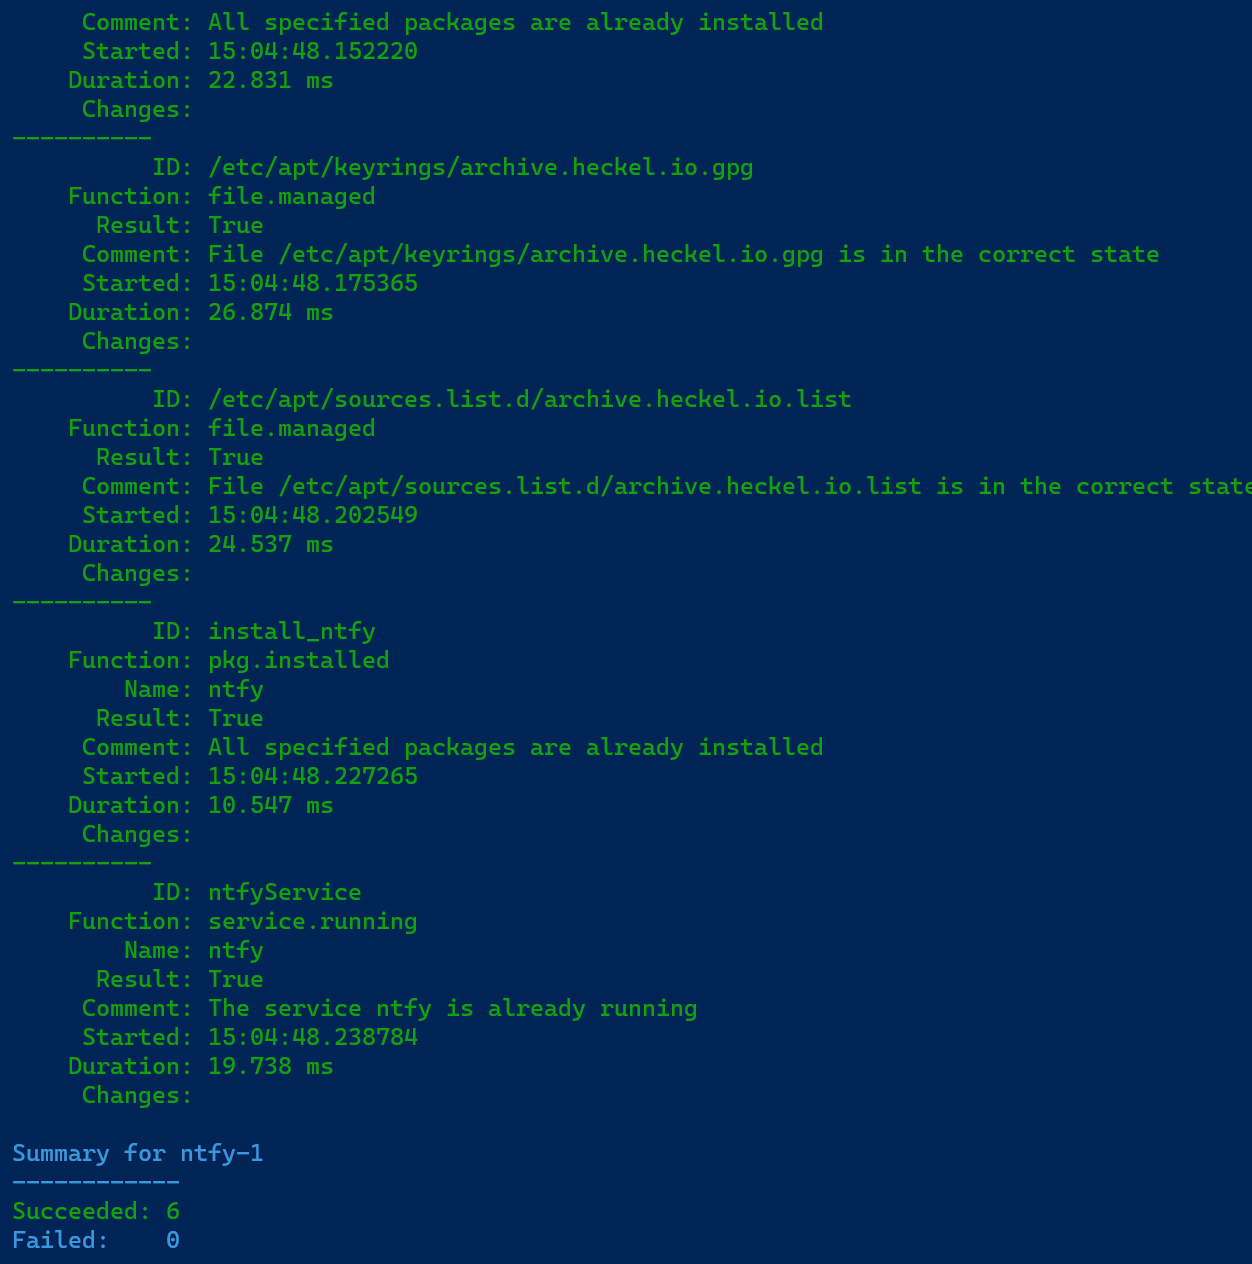 Comment: All specified packages are already installed
Started: 15:04:48.152220
Duration: 22.831 ms
Changes:
----------
ID: /etc/apt/keyrings/archive.heckel.io.gpg
Function: file.managed
Result: True
Comment: File /etc/apt/keyrings/archive.heckel.io.gpg is in the correct state
Started: 15:04:48.175365
Duration: 26.874 ms
Changes:
----------
ID: /etc/apt/sources.list.d/archive.heckel.io.list
Function: file.managed
Result: True
Comment: File /etc/apt/sources.list.d/archive.heckel.io.list is in the correct state
Started: 15:04:48.202549
Duration: 24.537 ms
Changes:
----------
ID: install_ntfy
Function: pkg.installed
Name: ntfy
Result: True
Comment: All specified packages are already installed
Started: 15:04:48.227265
Duration: 10.547 ms
Changes:
----------
ID: ntfyService
Function: service.running
Name: ntfy
Result: True
Comment: The service ntfy is already running
Started: 15:04:48.238784
Duration: 19.738 ms
Changes:
Summary for ntfy-1
------------
Succeeded: 6
Failed: 0